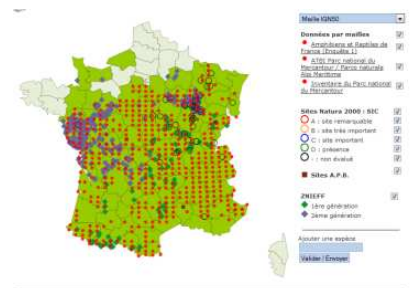 Maille IGN50
Données par mailles
Amphibiens et Reptiles de
France (Enquête 1)
ATBI Parc national du
Mercantour / Parco naturale
Alpi Marittime
Inventaire du Parc national
du Mercantour
Sites Natura 2000 : SIC
A : site remarquable
B : site très important
C : site important
D : présence
- : non évalué
Sites A.P.B.
ZNIEFF
1ère génération
2ème génération
Ajouter une espèce
Valider / Envoyer